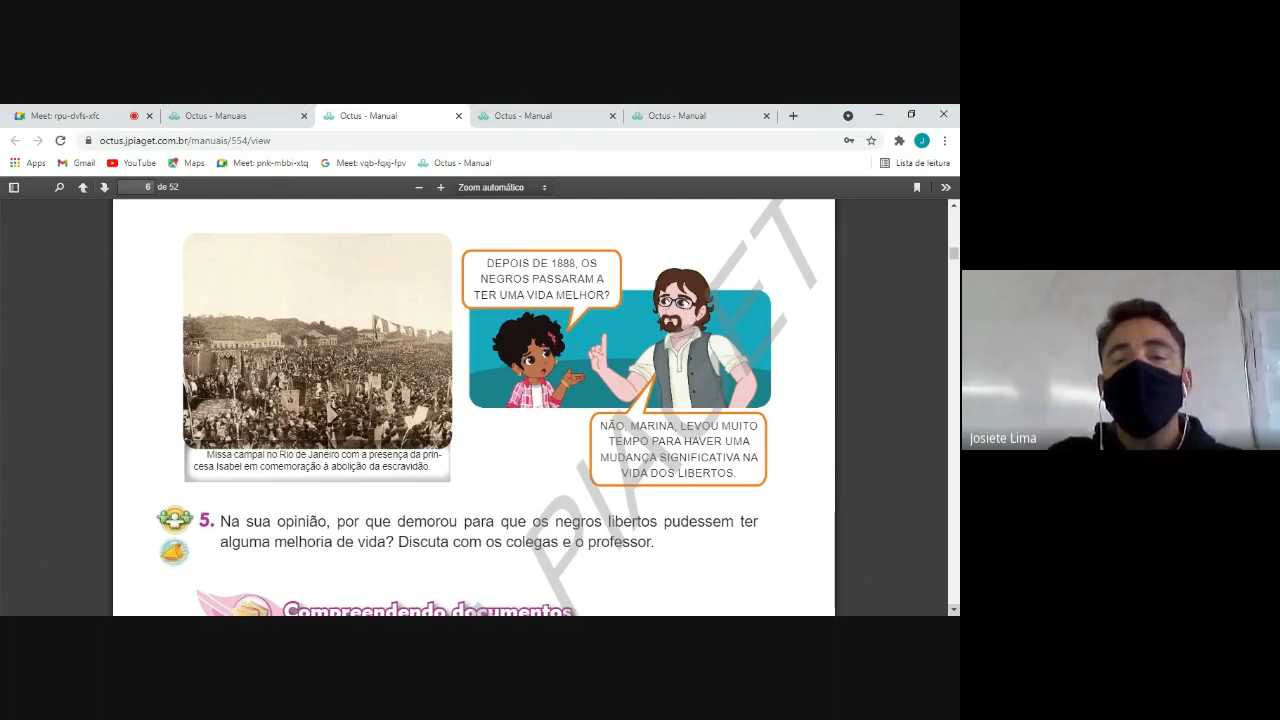 Meet: rpu-dvfs-xfc
Octus - Manuais
Octus - Manual
Octus - Manual
Octus - Manual
octus.jpiaget.com.br/manuais/554/view
J
Apps
Gmail
YouTube
Maps
Meet: pnk-mbbi-xtq
Meet: vqb-fqxj-fpv
Octus - Manual
Lista de leitura
6 de 52
Zoom automático
DEPOIS DE 1888, OS
NEGROS PASSARAM A
TER UMA VIDA MELHOR?
NÃO, MARINA, LEVOU MUITO
TEMPO PARA HAVER UMA
MUDANÇA SIGNIFICATIVA NA
VIDA DOS LIBERTOS.
Missa campal no Rio de Janeiro com a presença da prin-
cesa Isabel em comemoração à abolição da escravidão.
5. Na sua opinião, por que demorou para que os negros libertos pudessem ter
alguma melhoria de vida? Discuta com os colegas e o professor.
Compreendendo documentos
PIAGET
Josiete Lima